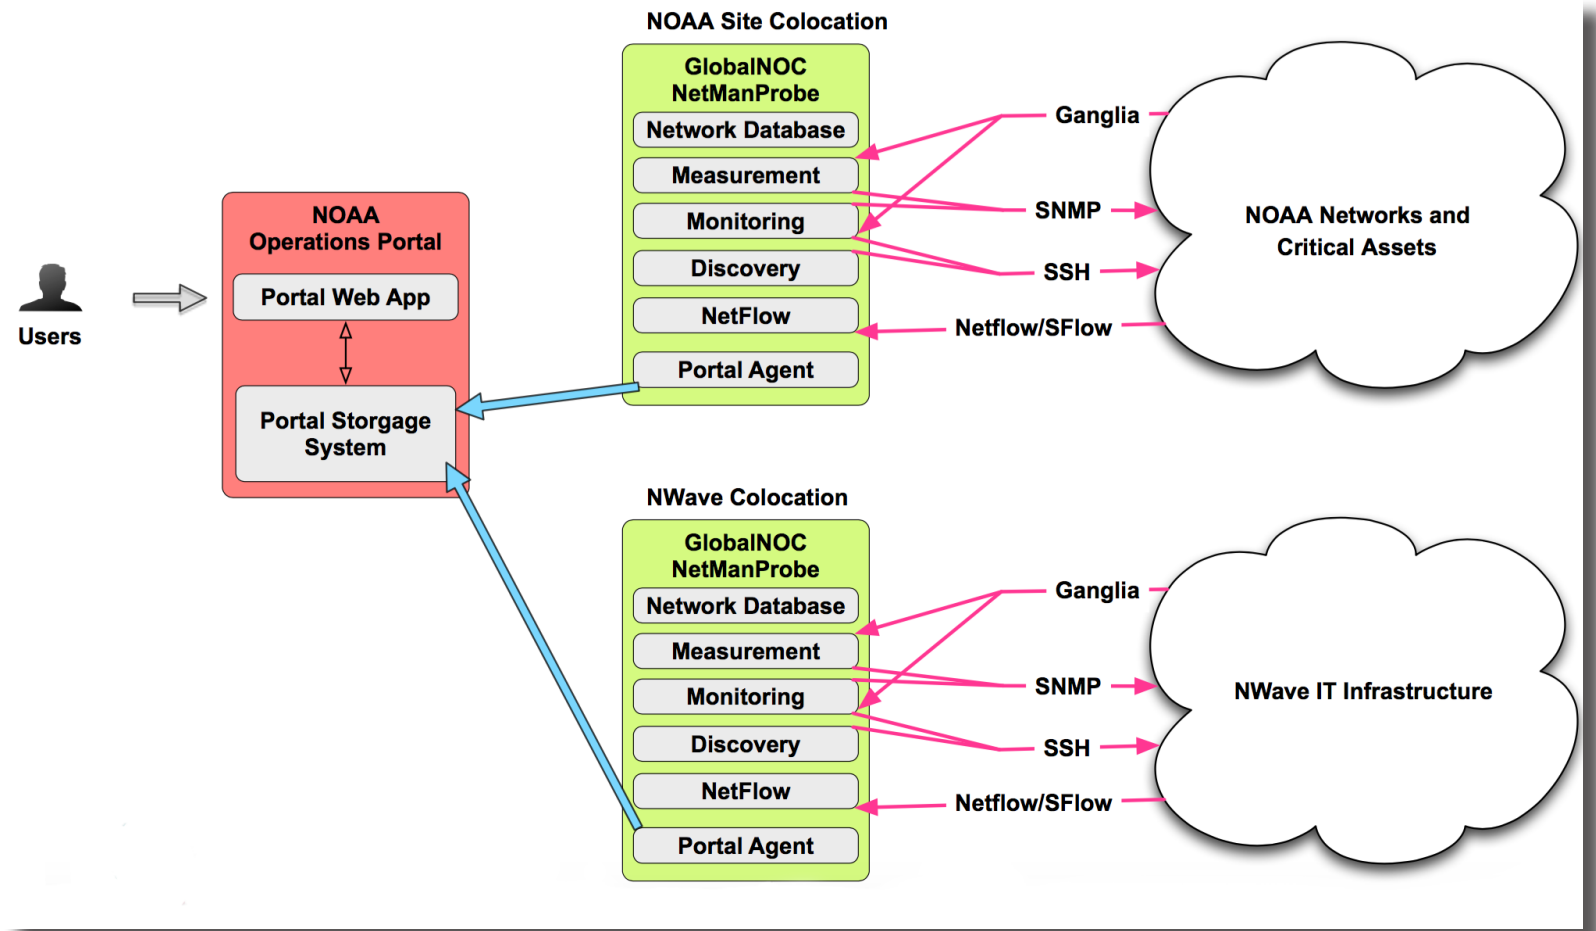 NOAA Site Colocation
GlobalNOC
NetManProbe
Network Database
Measurement
Monitoring
Discovery
NetFlow
Portal Agent
Ganglia
SNMP
SSH
Netflow/SFlow
NOAA Networks and
Critical Assets
NOAA
Operations Portal
Portal Web App
Portal Storgage
System
Users
NWave Colocation
GlobalNOC
NetManProbe
Network Database
Measurement
Monitoring
Discovery
NetFlow
Portal Agent
Ganglia
SNMP
SSH
Netflow/SFlow
NWave IT Infrastructure